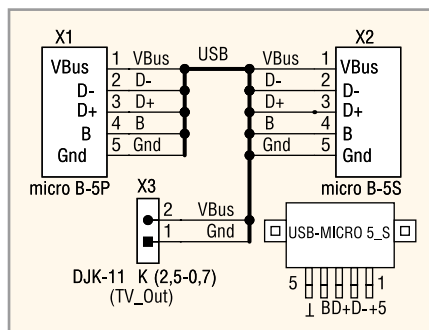 X1 X2
VBus 1 VBus USB VBus 1 VBus
D- 2 D- D- 2 D-
D+ 3 D+ D+ 3 D+
B 4 B B 4 B
Gnd 5 Gnd Gnd 5 Gnd
micro B-5P X3 micro B-5S
2 VBus
1 Gnd
USB-MICRO 5_S
DJK-11 K (2,5-0,7)
(TV_Out)
5 1
⊥ BD+D-+5